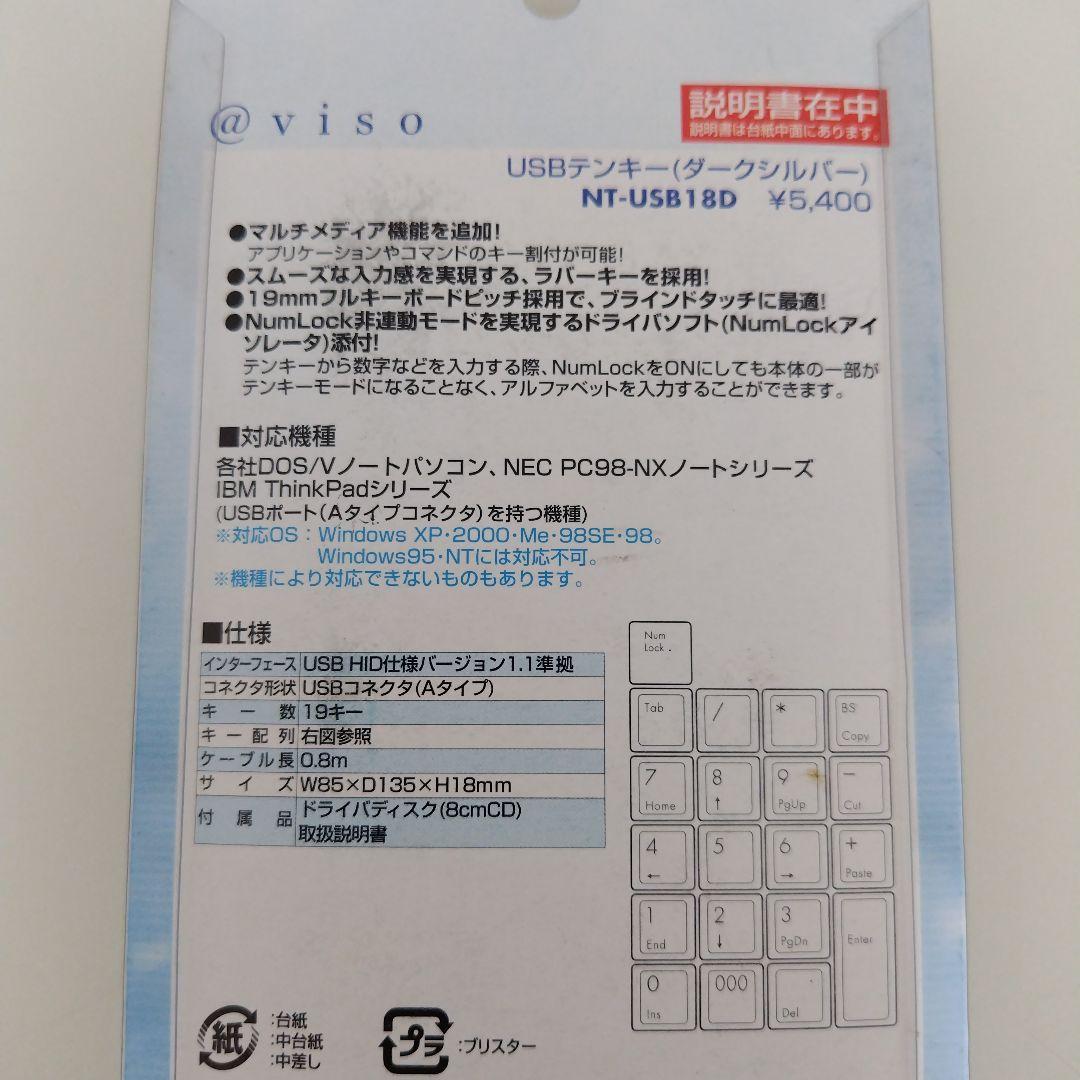 @viso
説明書在中
説明書は台紙中面にあります。
USBテンキー(ダークシルバー)
NT-USB18D ¥5,400
●マルチメディア機能を追加!
アプリケーションやコマンドのキー割付が可能!
●スムーズな入力感を実現する、ラバーキーを採用!
●19mmフルキーボードピッチ採用で、ブラインドタッチに最適!
●NumLock非連動モードを実現するドライバソフト(NumLockアイ
ソレータ)添付!
テンキーから数字などを入力する際、NumLockをONにしても本体の一部が
テンキーモードになることなく、アルファベットを入力することができます。
■対応機種
各社DOS/Vノートパソコン、NEC PC98-NXノートシリーズ
IBM ThinkPadシリーズ
(USBポート(Aタイプコネクタ)を持つ機種)
※対応OS：Windows XP・2000・Me・98SE・98。
Windows95・NTには対応不可。
※機種により対応できないものもあります。
■仕様
インターフェース USB HID仕様バージョン1.1準拠
コネクタ形状 USBコネクタ(Aタイプ)
キー数 19キー
キー配列 右図参照
ケーブル長 0.8m
サイズ W85×D135×H18mm
付属品 ドライバディスク(8cmCD)
取扱説明書
Num
Lock .
Tab / * BS
Copy
7 8 9 −
Home ↑ PgUp Cut
4 5 6 +
← → Paste
1 2 3
End ↓ PgDn Enter
0 000
Ins Del
紙 :台紙
:中台紙
:中差し
プラ :ブリスター